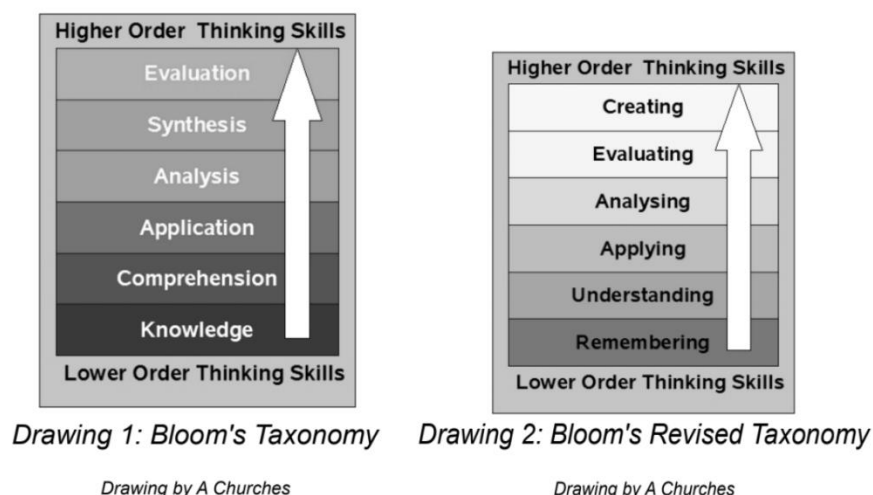 Higher Order Thinking Skills
Evaluation
Synthesis
Analysis
Application
Comprehension
Knowledge
Lower Order Thinking Skills
Drawing 1: Bloom's Taxonomy
Drawing by A Churches
Higher Order Thinking Skills
Creating
Evaluating
Analysing
Applying
Understanding
Remembering
Lower Order Thinking Skills
Drawing 2: Bloom's Revised Taxonomy
Drawing by A Churches